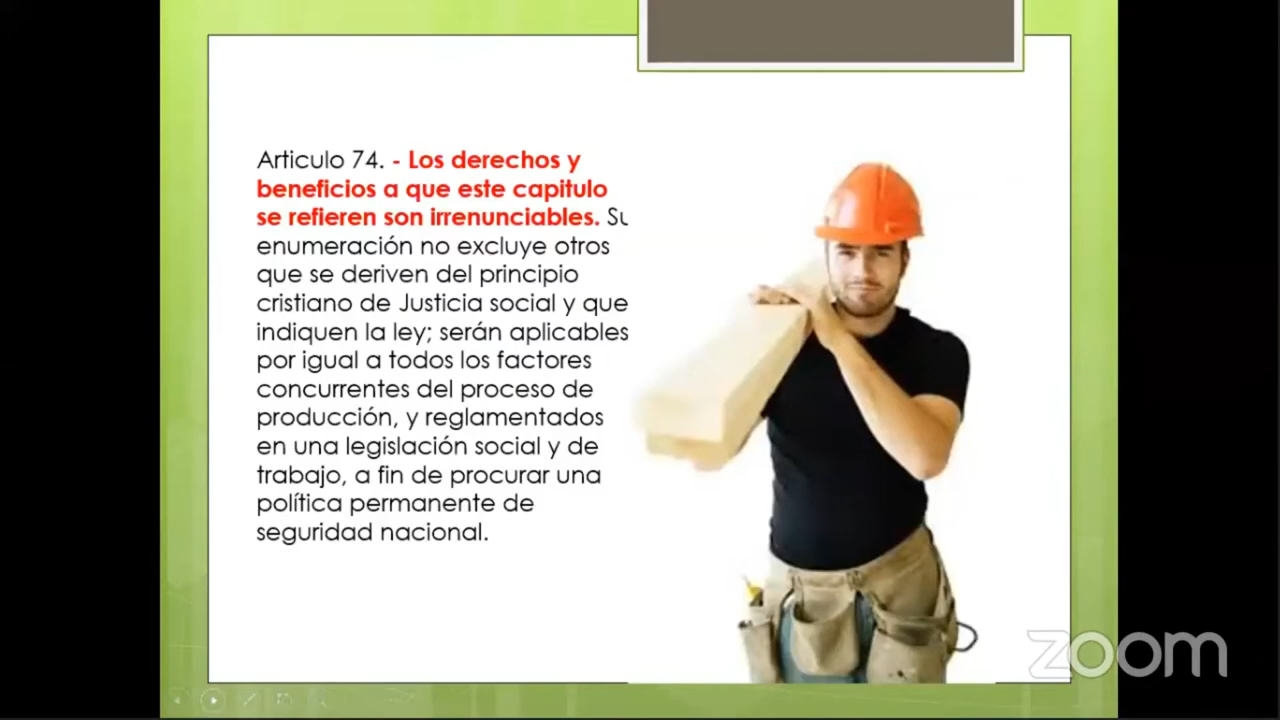 Articulo 74. - Los derechos y
beneficios a que este capitulo
se refieren son irrenunciables. Su
enumeración no excluye otros
que se deriven del principio
cristiano de Justicia social y que
indiquen la ley; serán aplicables
por igual a todos los factores
concurrentes del proceso de
producción, y reglamentados
en una legislación social y de
trabajo, a fin de procurar una
política permanente de
seguridad nacional.
zoom